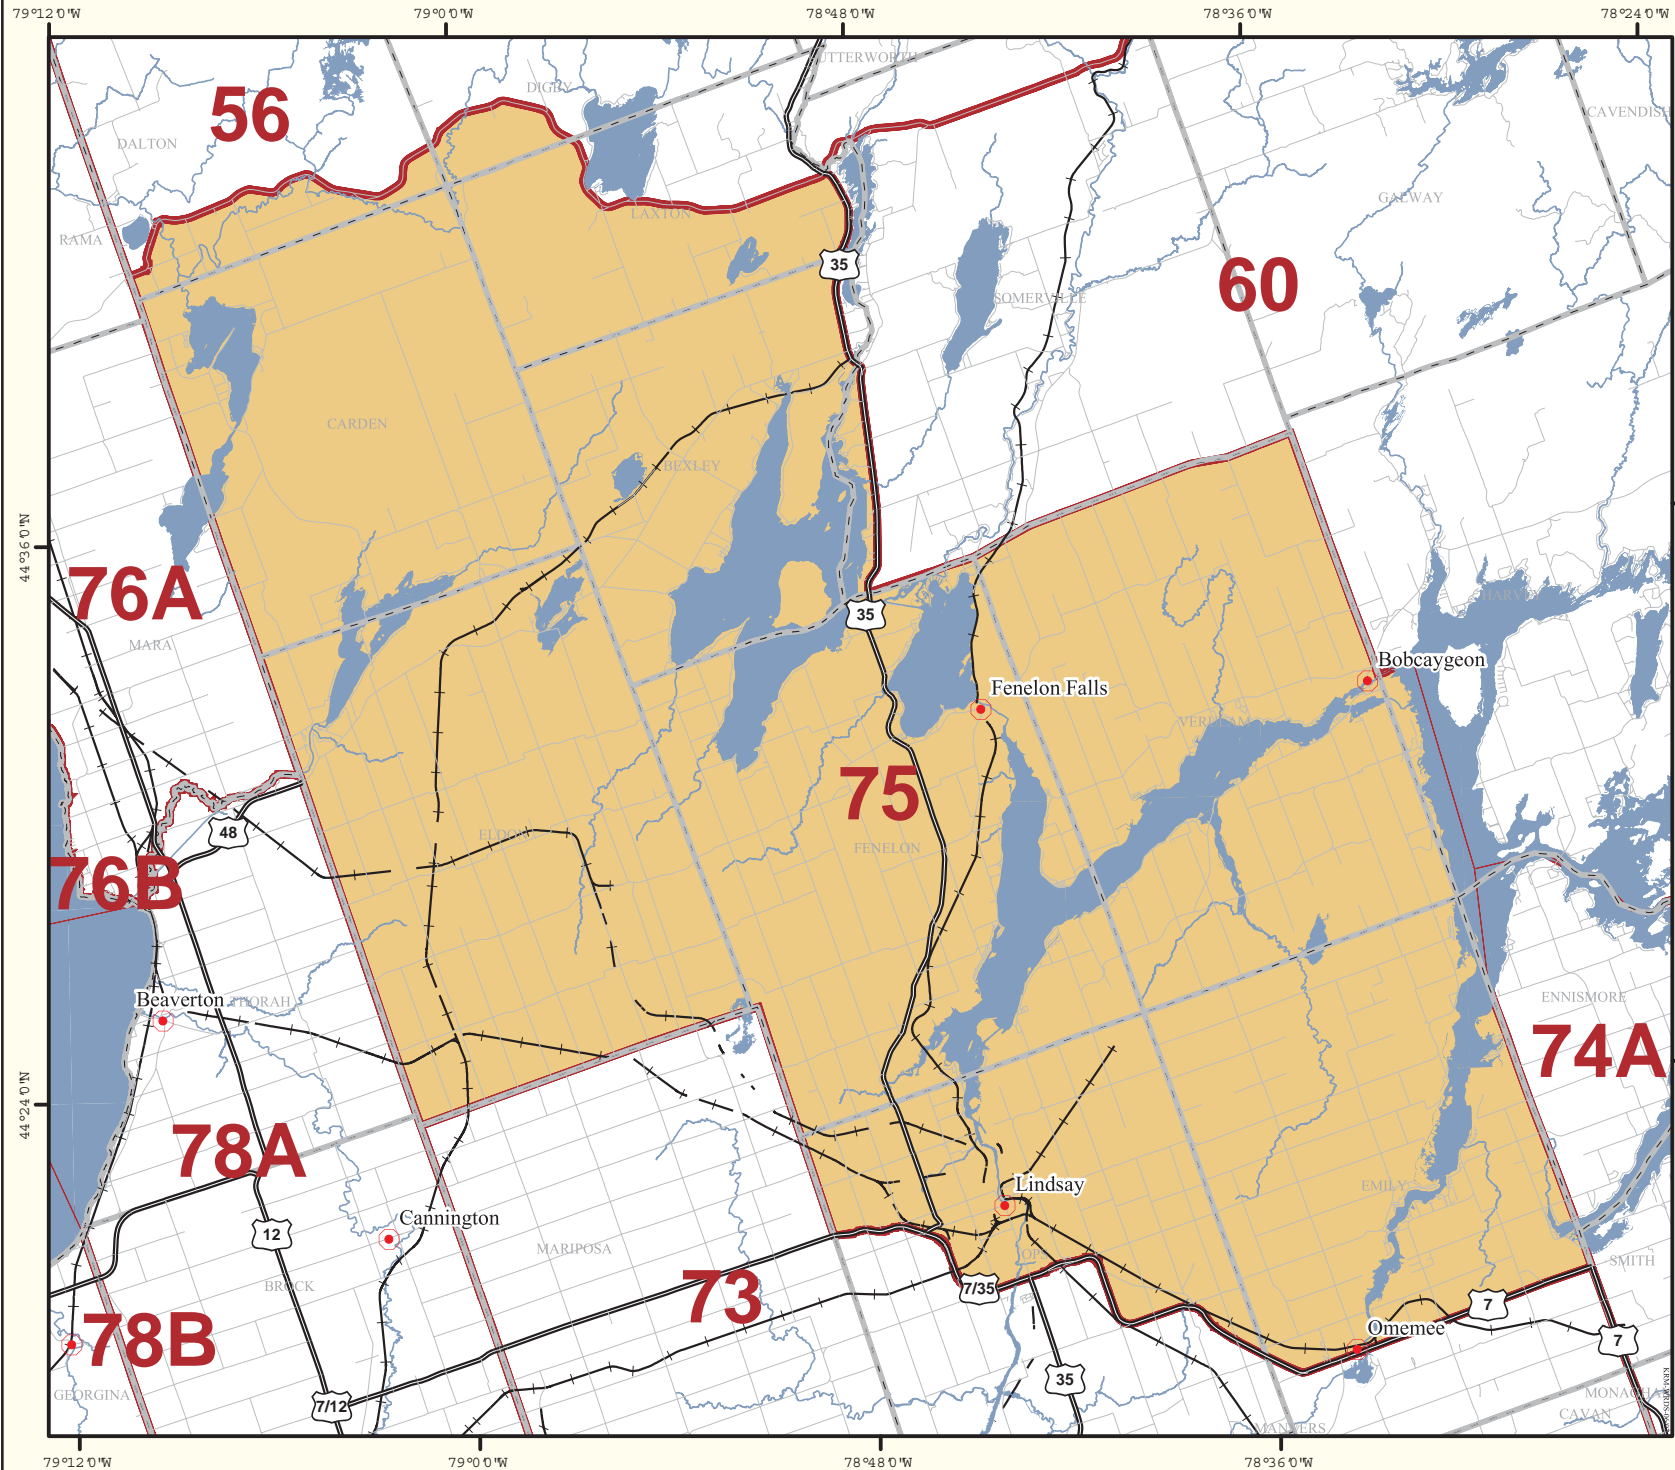 79°12'0"W 79°0'0"W 78°48'0"W 78°36'0"W 78°24'0"W
UTTERWORTH
DIGBY
56
CAVENDISH
DALTON
GALWAY
LAXTON
RAMA
35
60
SOMERVILLE
CARDEN
BEXLEY
44°36'0"N
76A
HARVEY
35
MARA
Bobcaygeon
Fenelon Falls
VERULAM
75
48
ELDON
FENELON
76B
Beaverton
THORAH
ENNISMORE
74A
44°24'0"N
78A
Lindsay
EMILY
Cannington
12
MARIPOSA
OPS
SMITH
BROCK
73
7/35
7
Omemee
78B
7
35
GEORGINA
7/12
MONAGHAN
CAVAN
MANVERS
79°12'0"W 79°0'0"W 78°48'0"W 78°36'0"W